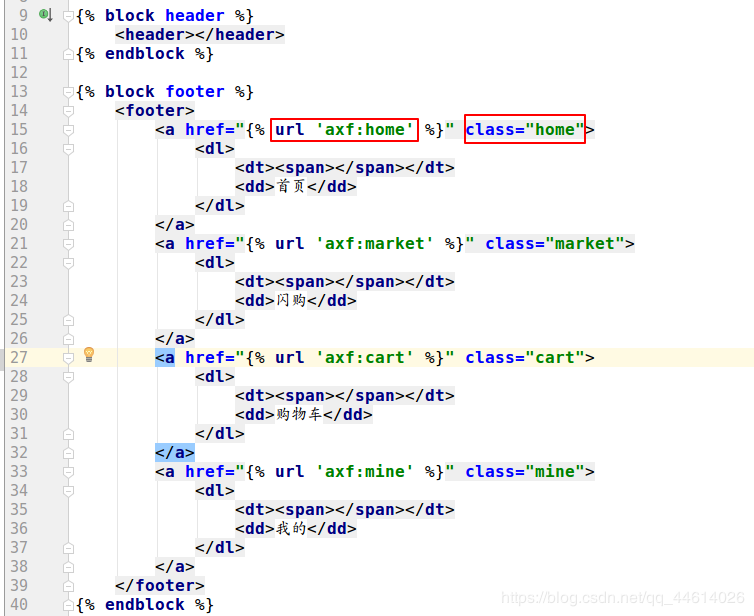 9 {% block header %}
10 <header></header>
11 {% endblock %}
12
13 {% block footer %}
14 <footer>
15 <a href="{% url 'axf:home' %}" class="home">
16 <dl>
17 <dt><span></span></dt>
18 <dd>首页</dd>
19 </dl>
20 </a>
21 <a href="{% url 'axf:market' %}" class="market">
22 <dl>
23 <dt><span></span></dt>
24 <dd>闪购</dd>
25 </dl>
26 </a>
27 <a href="{% url 'axf:cart' %}" class="cart">
28 <dl>
29 <dt><span></span></dt>
30 <dd>购物车</dd>
31 </dl>
32 </a>
33 <a href="{% url 'axf:mine' %}" class="mine">
34 <dl>
35 <dt><span></span></dt>
36 <dd>我的</dd>
37 </dl>
38 </a>
39 </footer>
40 {% endblock %}
https://blog.csdn.net/qq_44614026